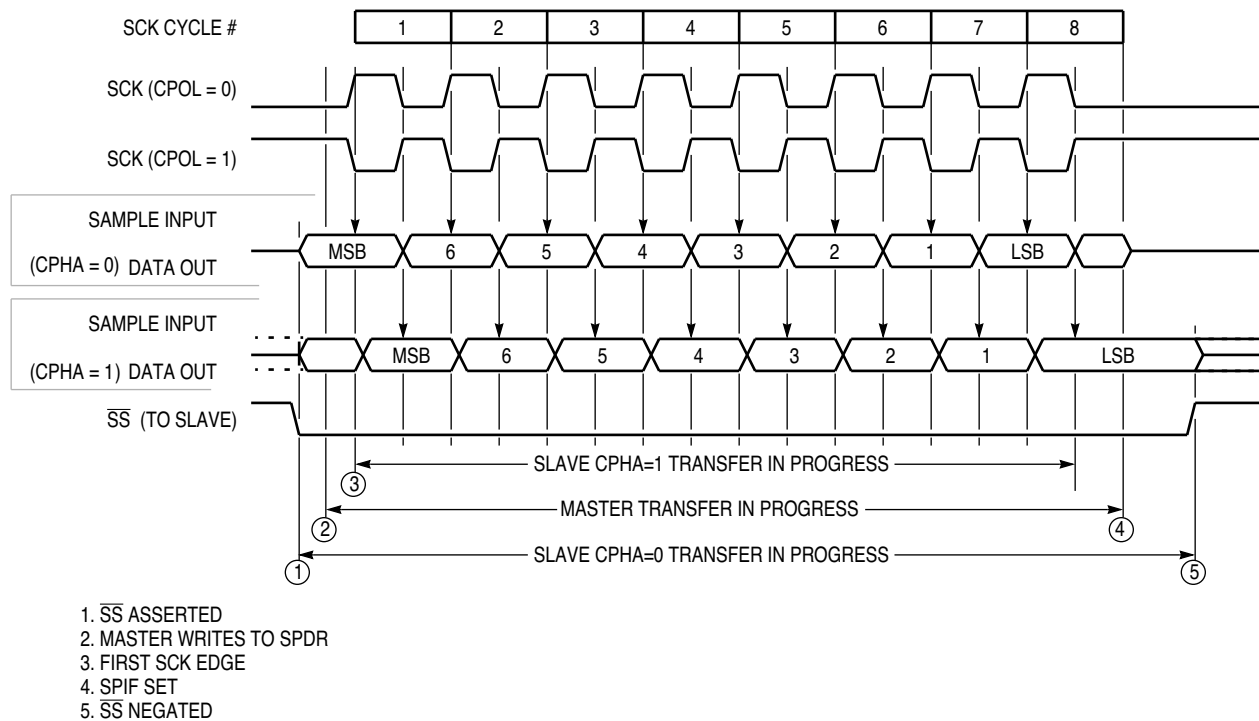 SCK CYCLE # 1 2 3 4 5 6 7 8
SCK (CPOL = 0)
SCK (CPOL = 1)
SAMPLE INPUT
MSB 6 5 4 3 2 1 LSB
(CPHA = 0) DATA OUT
SAMPLE INPUT
MSB 6 5 4 3 2 1 LSB
(CPHA = 1) DATA OUT
SS (TO SLAVE)
SLAVE CPHA=1 TRANSFER IN PROGRESS
3
MASTER TRANSFER IN PROGRESS
2 4
SLAVE CPHA=0 TRANSFER IN PROGRESS
1 5
1. SS ASSERTED
2. MASTER WRITES TO SPDR
3. FIRST SCK EDGE
4. SPIF SET
5. SS NEGATED